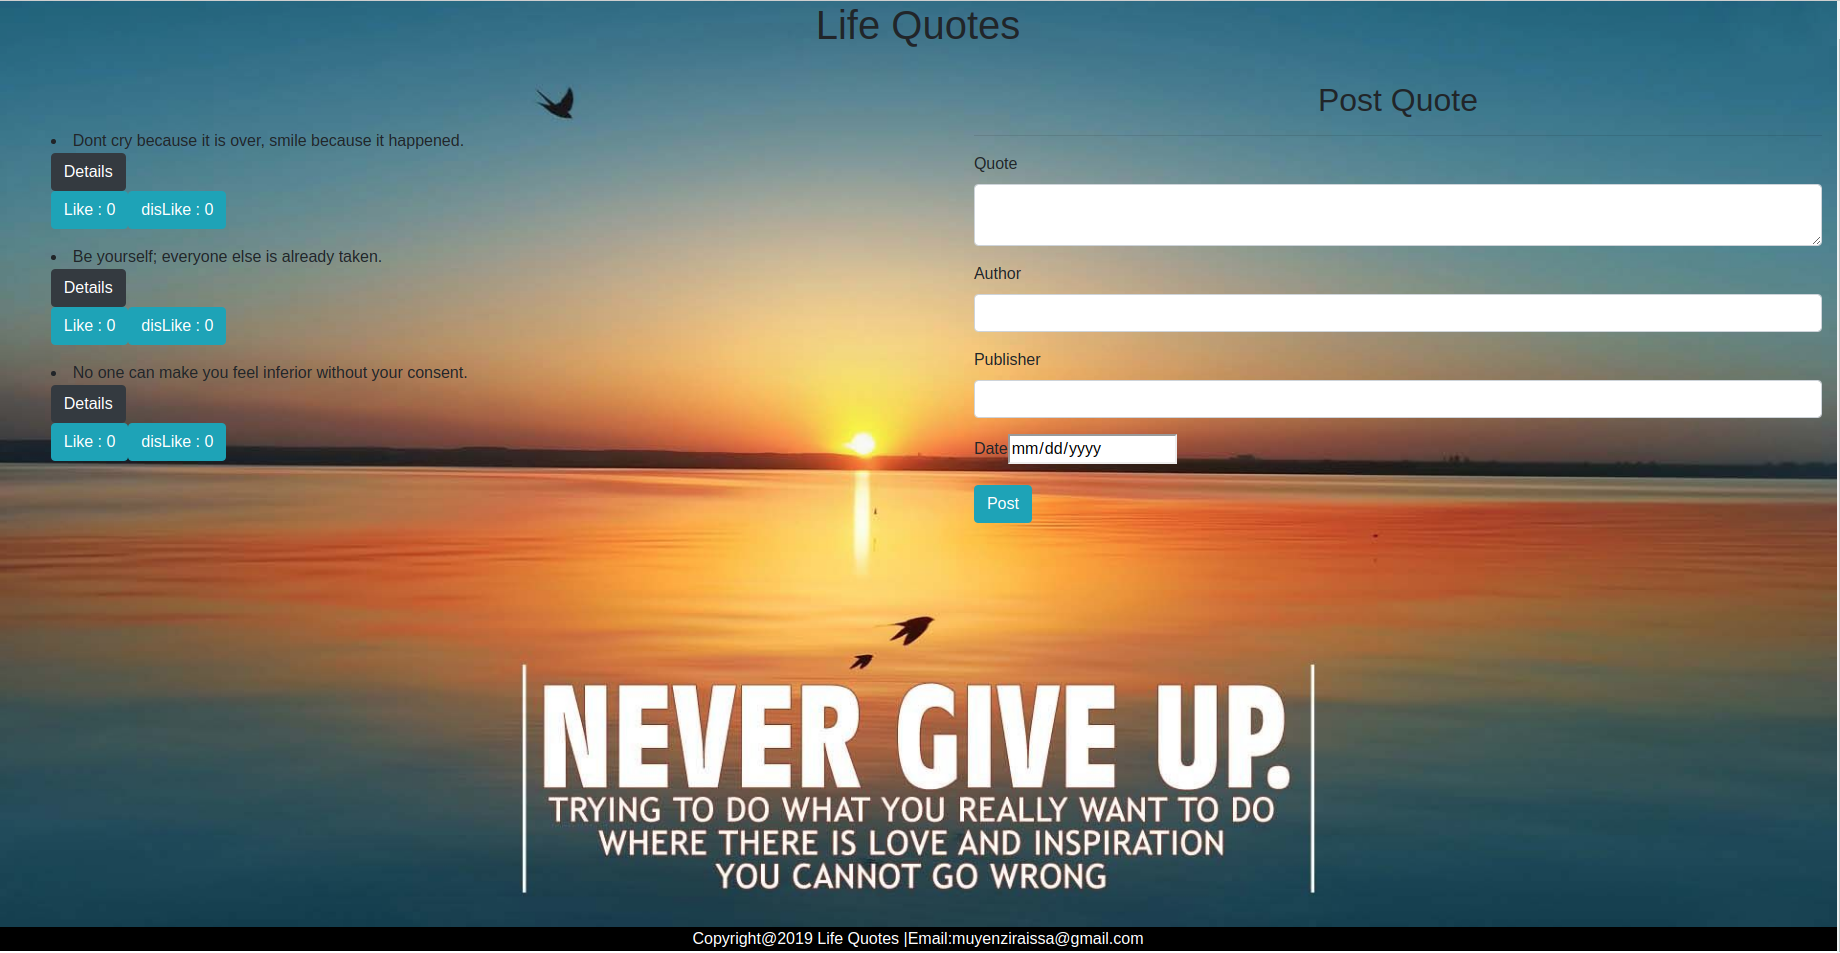 Life Quotes
Dont cry because it is over, smile because it happened.
Details
Like : 0 disLike : 0
Be yourself; everyone else is already taken.
Details
Like : 0 disLike : 0
No one can make you feel inferior without your consent.
Details
Like : 0 disLike : 0
Post Quote
Quote
Author
Publisher
Date mm/dd/yyyy
Post
NEVER GIVE UP.
TRYING TO DO WHAT YOU REALLY WANT TO DO
WHERE THERE IS LOVE AND INSPIRATION
YOU CANNOT GO WRONG
Copyright@2019 Life Quotes |Email:muyenziraissa@gmail.com